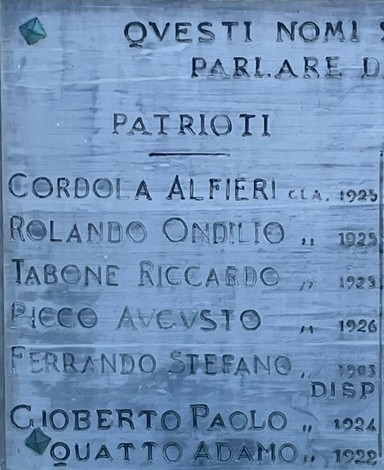 QVESTI NOMI
PARLARE D
PATRIOTI
CORDOLA ALFIERI CLA. 1925
ROLANDO ONDILIO ,, 1925
TABONE RICCARDO ,, 1923
PICCO AVGVSTO ,, 1926
FERRANDO STEFANO ,, 1903
DISP
GIOBERTO PAOLO ,, 1924
QUATTO ADAMO ,, 1922